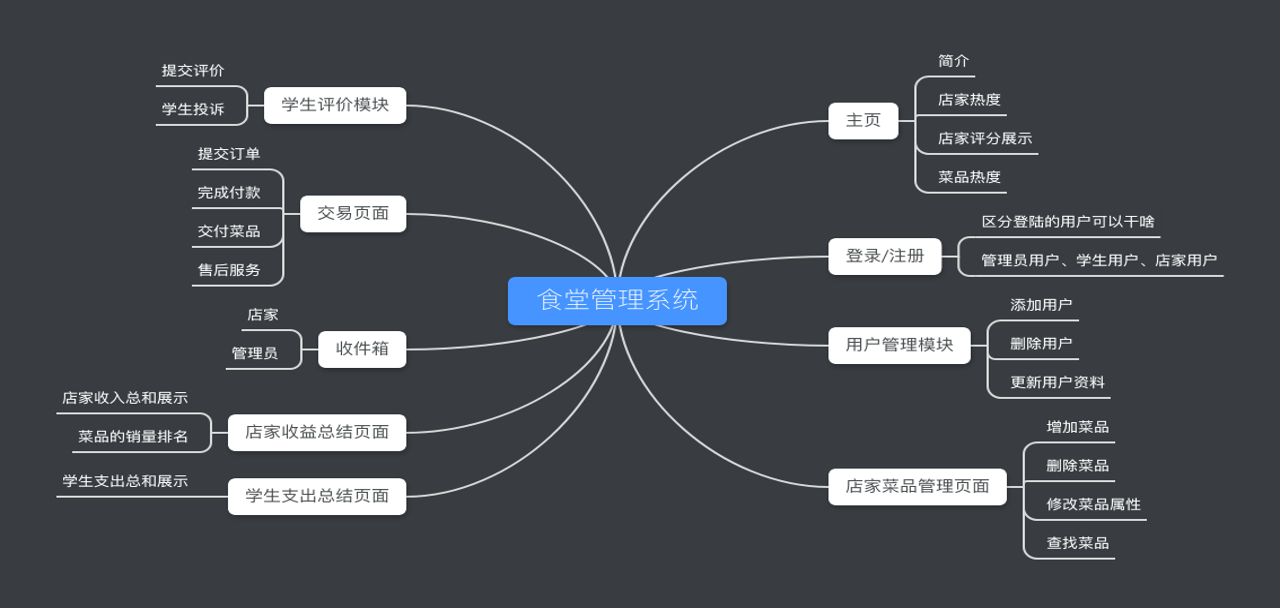 食堂管理系统
学生评价模块
提交评价
学生投诉
交易页面
提交订单
完成付款
交付菜品
售后服务
收件箱
店家
管理员
店家收益总结页面
店家收入总和展示
菜品的销量排名
学生支出总结页面
学生支出总和展示
主页
简介
店家热度
店家评分展示
菜品热度
登录/注册
区分登陆的用户可以干啥
管理员用户、学生用户、店家用户
用户管理模块
添加用户
删除用户
更新用户资料
店家菜品管理页面
增加菜品
删除菜品
修改菜品属性
查找菜品